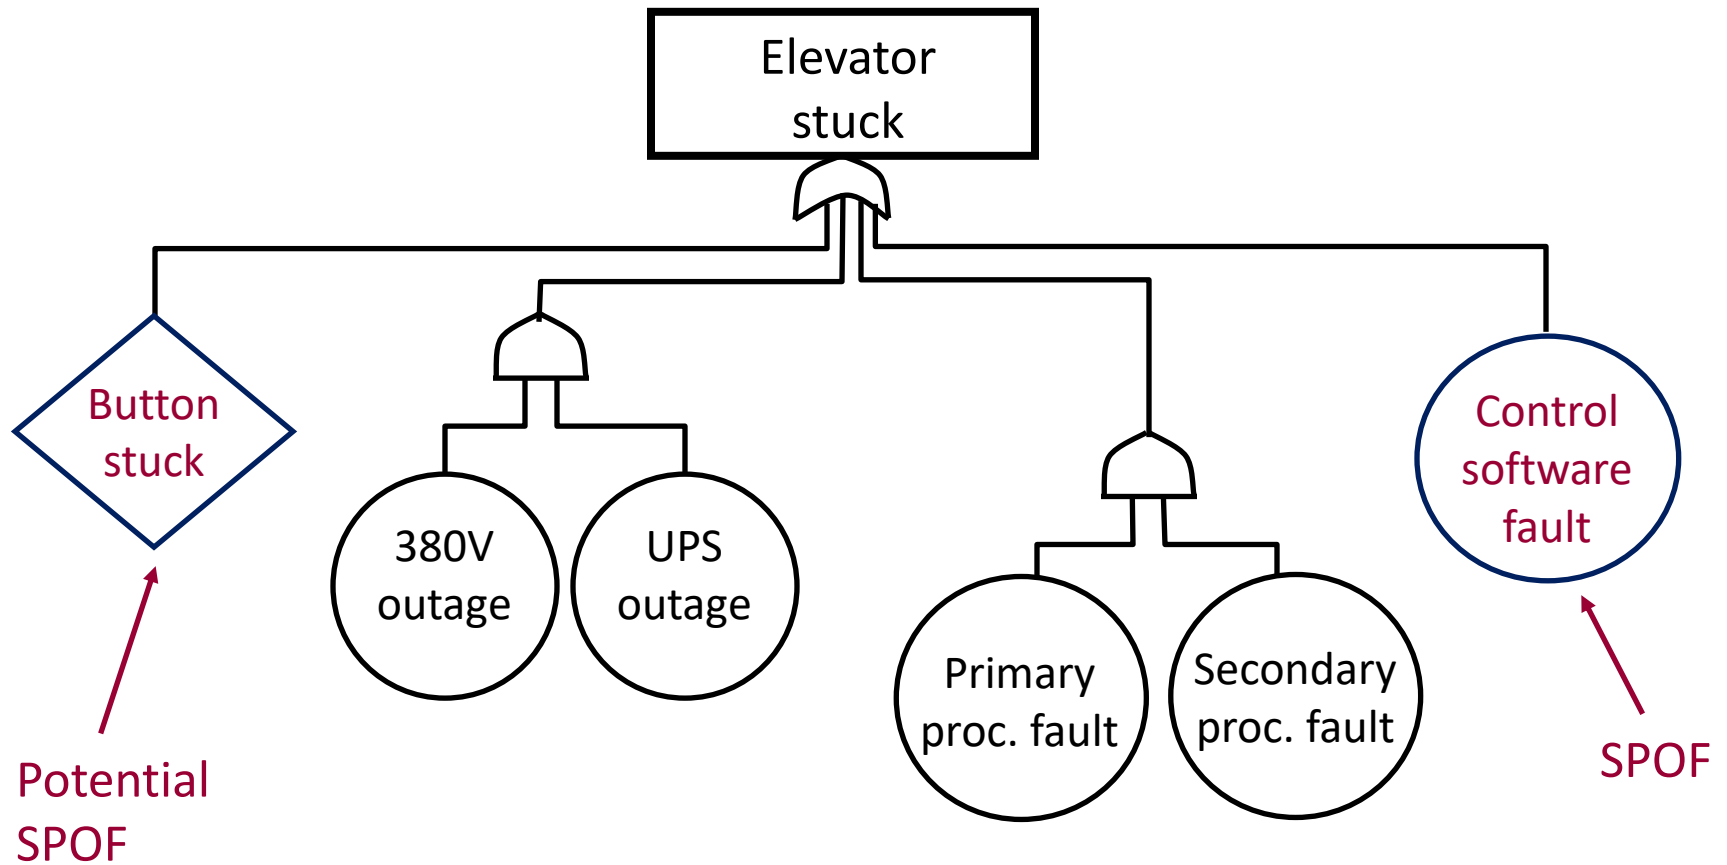 Elevator
stuck
Button
stuck
380V
outage
UPS
outage
Primary
proc. fault
Secondary
proc. fault
Control
software
fault
Potential
SPOF
SPOF